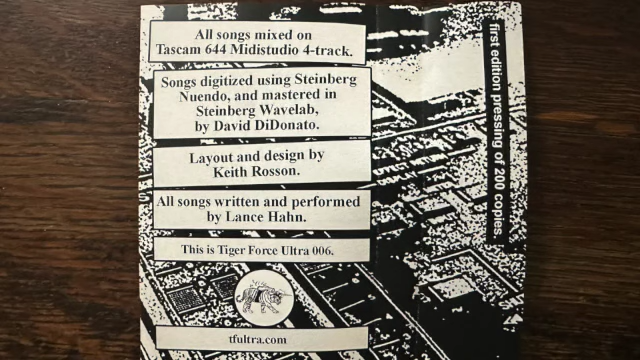 All songs mixed on
Tascam 644 Midistudio 4-track.
Songs digitized using Steinberg
Nuendo, and mastered in
Steinberg Wavelab,
by David DiDonato.
Layout and design by
Keith Rosson.
All songs written and performed
by Lance Hahn.
This is Tiger Force Ultra 006.
tfultra.com
first edition pressing of 200 copies.